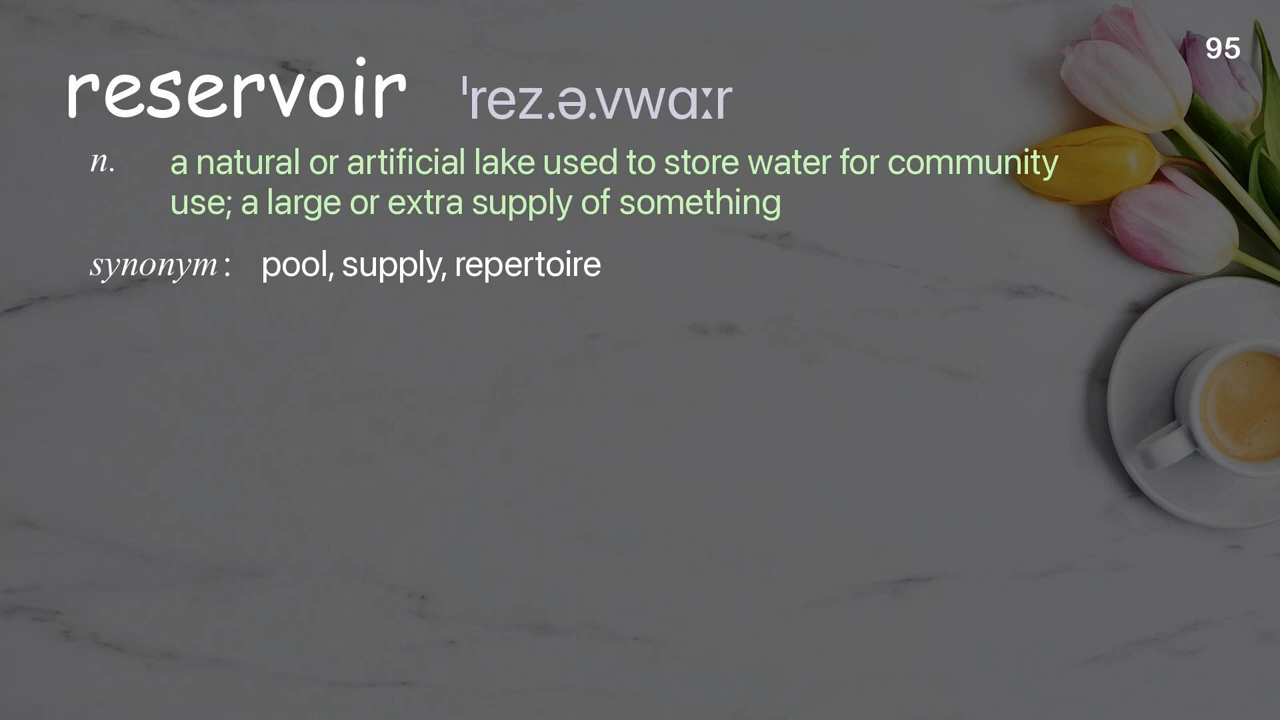 95
reservoir ˈrez.ə.vwɑːr
n. a natural or artificial lake used to store water for community
use; a large or extra supply of something
synonym: pool, supply, repertoire